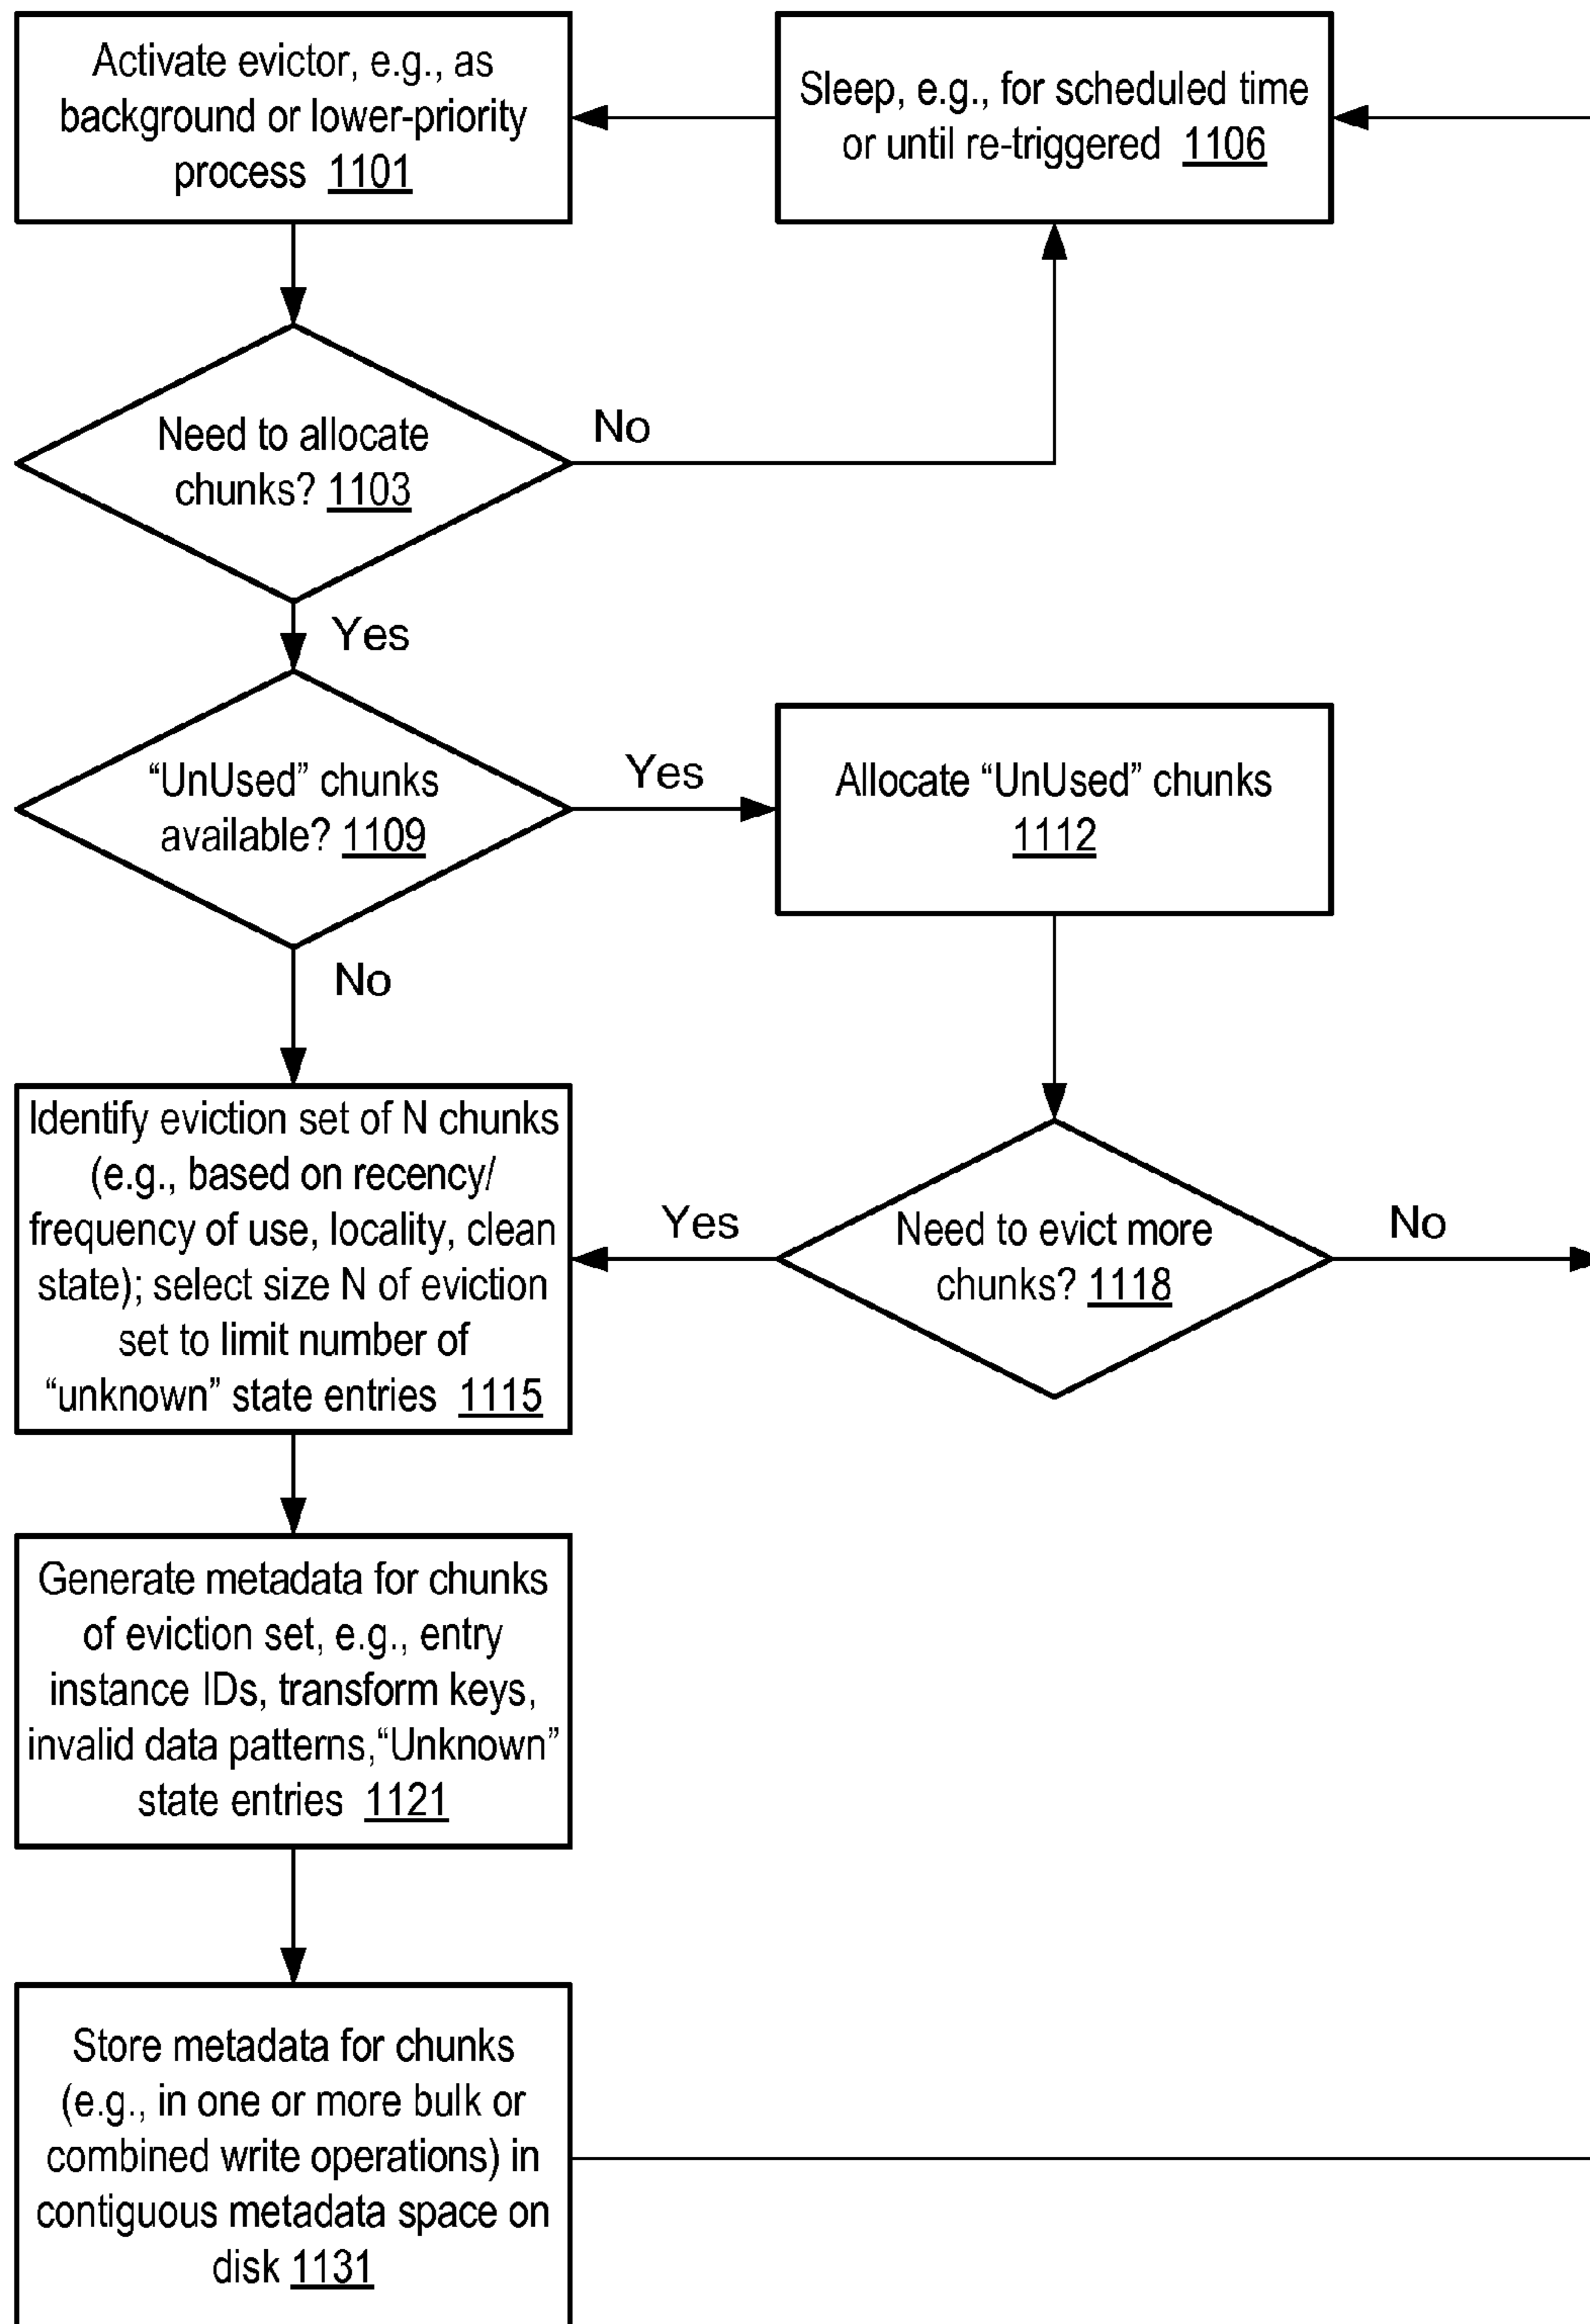 Activate evictor, e.g., as
background or lower-priority
process 1101
Sleep, e.g., for scheduled time
or until re-triggered 1106
Need to allocate
chunks? 1103
No
Yes
“UnUsed” chunks
available? 1109
Yes
Allocate “UnUsed” chunks
1112
No
Identify eviction set of N chunks
(e.g., based on recency/
frequency of use, locality, clean
state); select size N of eviction
set to limit number of
“unknown” state entries 1115
Yes
Need to evict more
chunks? 1118
No
Generate metadata for chunks
of eviction set, e.g., entry
instance IDs, transform keys,
invalid data patterns,“Unknown”
state entries 1121
Store metadata for chunks
(e.g., in one or more bulk or
combined write operations) in
contiguous metadata space on
disk 1131